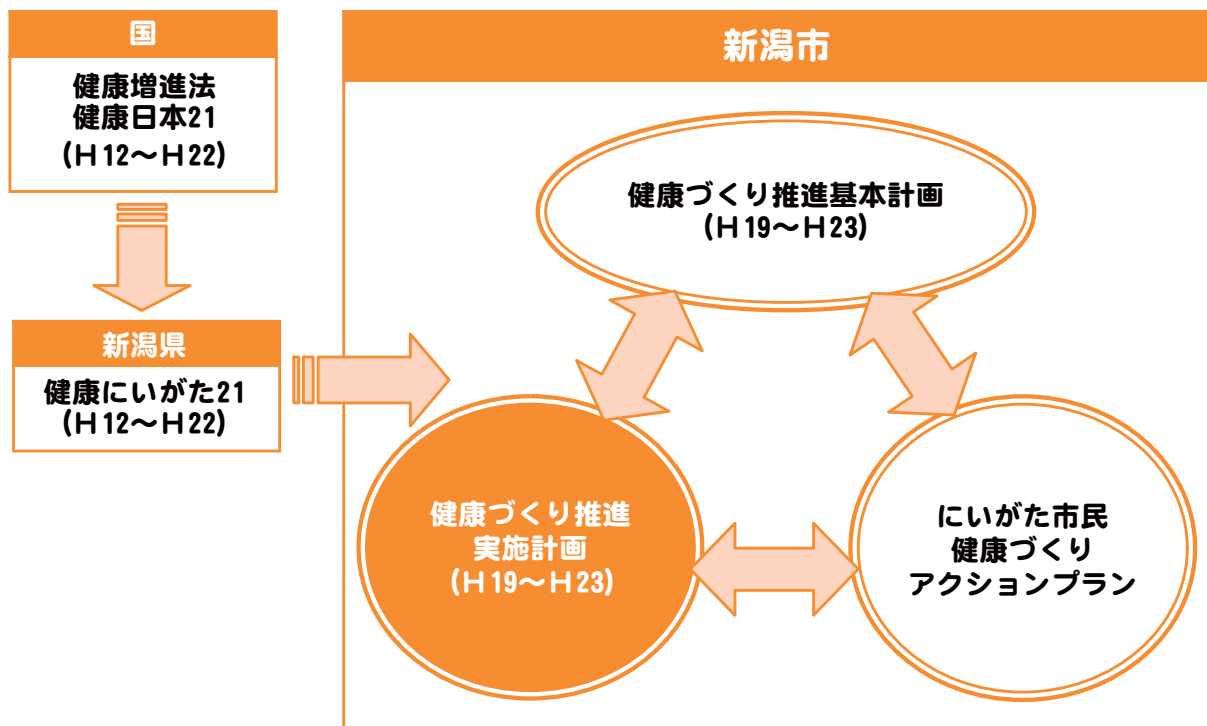 国
健康増進法
健康日本21
(H12～H22)
新潟県
健康にいがた21
(H12～H22)
新潟市
健康づくり推進基本計画
(H19～H23)
健康づくり推進
実施計画
(H19～H23)
にいがた市民
健康づくり
アクションプラン